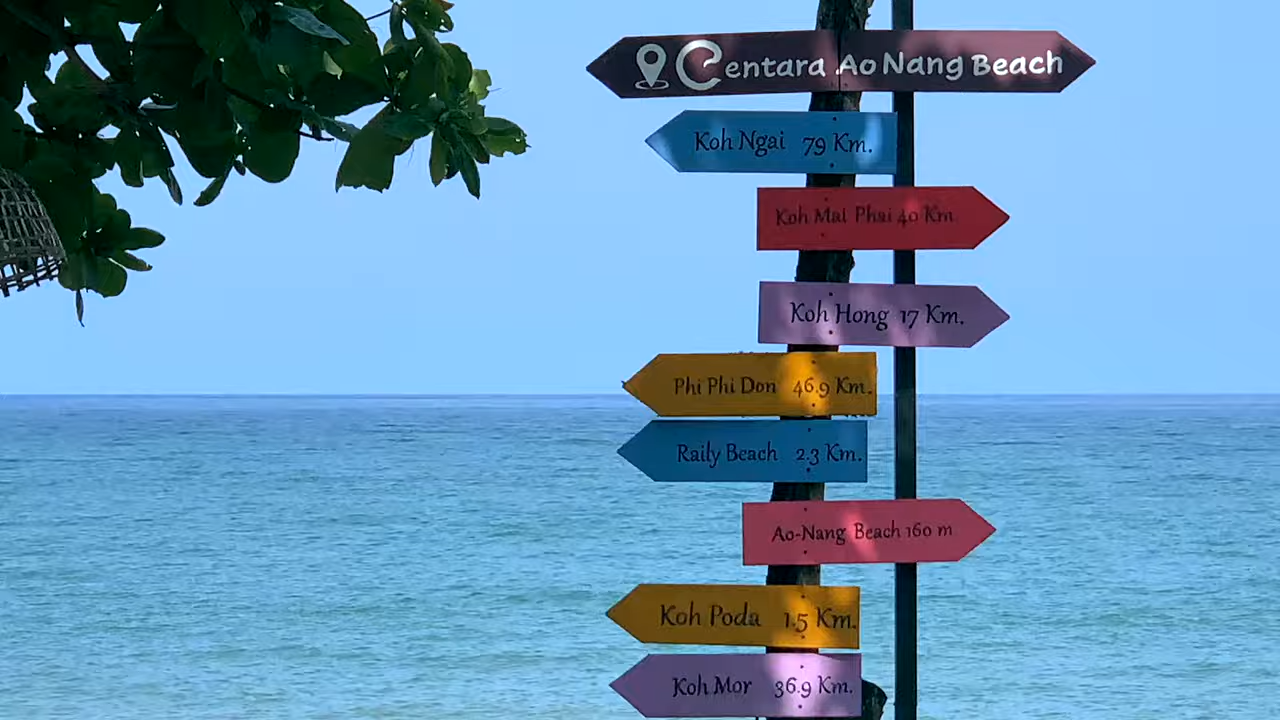 Centara Ao Nang Beach
Koh Ngai 79 Km.
Koh Mai Phai 40 Km.
Koh Hong 17 Km.
Phi Phi Don 46.9 Km.
Raily Beach 2.3 Km.
Ao-Nang Beach 160 m
Koh Poda 1.5 Km.
Koh Mor 36.9 Km.